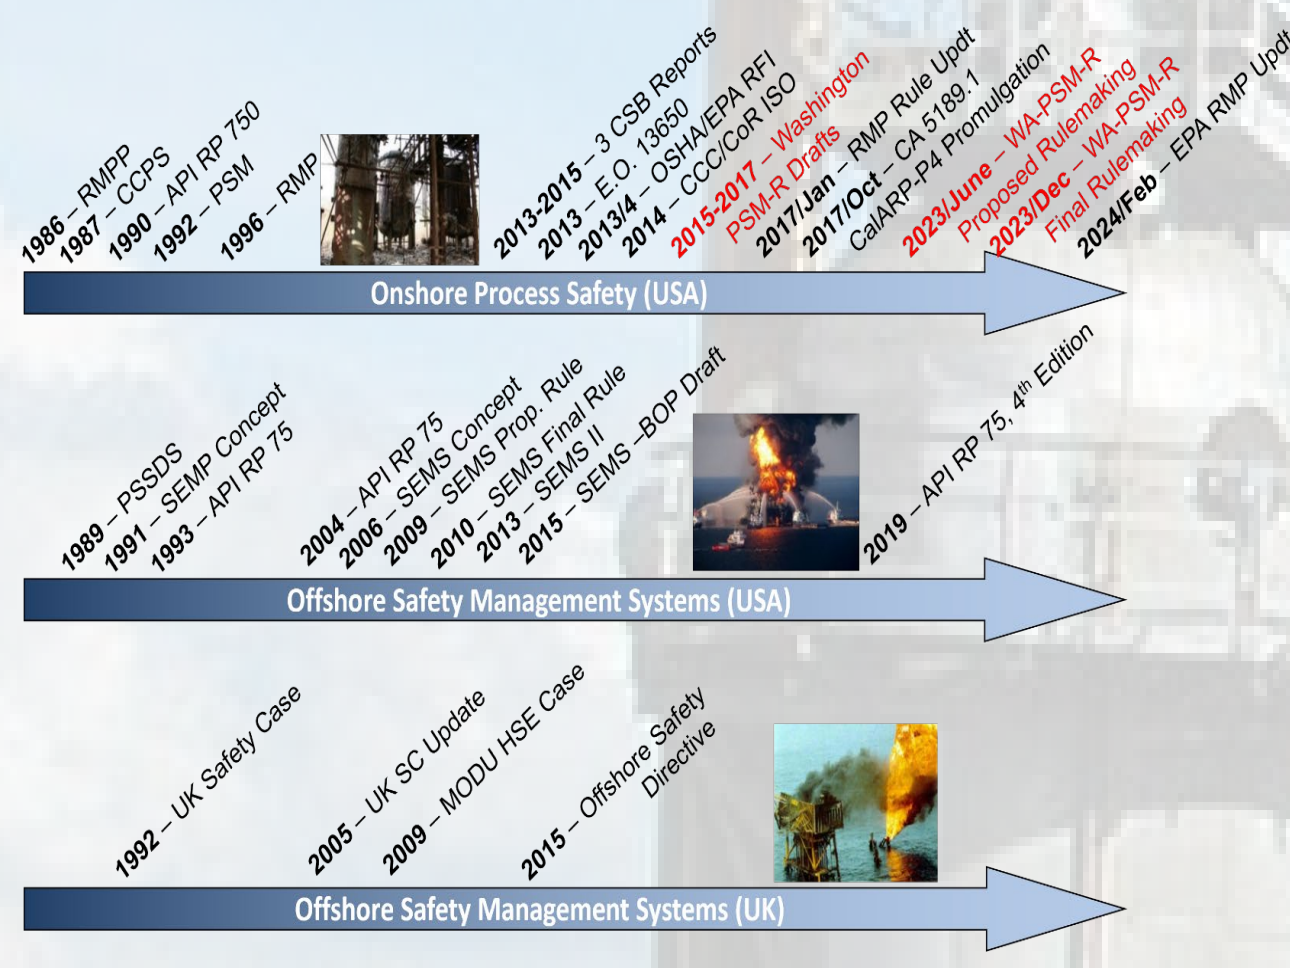 1986 – RMPP
1987 – CCPS
1990 – API RP 750
1992 – PSM
1996 – RMP
2013-2015 – 3 CSB Reports
2013 – E.O. 13650
2013/4 – OSHA/EPA RFI
2014 – CCC/CoR ISO
2015-2017 – Washington
PSM-R Drafts
2017/Jan – RMP Rule Updt
2017/Oct – CA 5189.1
CalARP-P4 Promulgation
2023/June – WA-PSM-R
Proposed Rulemaking
2023/Dec – WA-PSM-R
Final Rulemaking
2024/Feb – EPA RMP Updt
Onshore Process Safety (USA)
1989 – PSSDS
1991 – SEMP Concept
1993 – API RP 75
2004 – API RP 75
2006 – SEMS Concept
2009 – SEMS Prop. Rule
2010 – SEMS Final Rule
2013 – SEMS II
2015 – SEMS –BOP Draft
2019 – API RP 75, 4th Edition
Offshore Safety Management Systems (USA)
1992 – UK Safety Case
2005 – UK SC Update
2009 – MODU HSE Case
2015 – Offshore Safety
Directive
Offshore Safety Management Systems (UK)